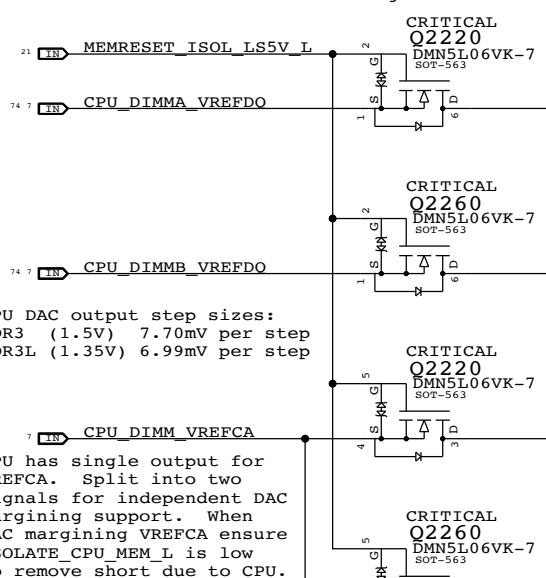 CRITICAL
Q2220
DMN5L06VK-7
SOT-563
21 IN MEMRESET_ISOL_LS5V_L
2
G
S
D
1
6
74 7 IN CPU_DIMMA_VREFDQ
CRITICAL
Q2260
DMN5L06VK-7
SOT-563
2
G
S
D
1
6
74 7 IN CPU_DIMMB_VREFDQ
PU DAC output step sizes:
DR3 (1.5V) 7.70mV per step
DR3L (1.35V) 6.99mV per step
CRITICAL
Q2220
DMN5L06VK-7
SOT-563
5
G
S
D
4
3
7 IN CPU_DIMM_VREFCA
PU has single output for
REFCA. Split into two
ignals for independent DAC
argining support. When
AC margining VREFCA ensure
SOLATE_CPU_MEM_L is low
o remove short due to CPU.
CRITICAL
Q2260
DMN5L06VK-7
SOT-563
5
G